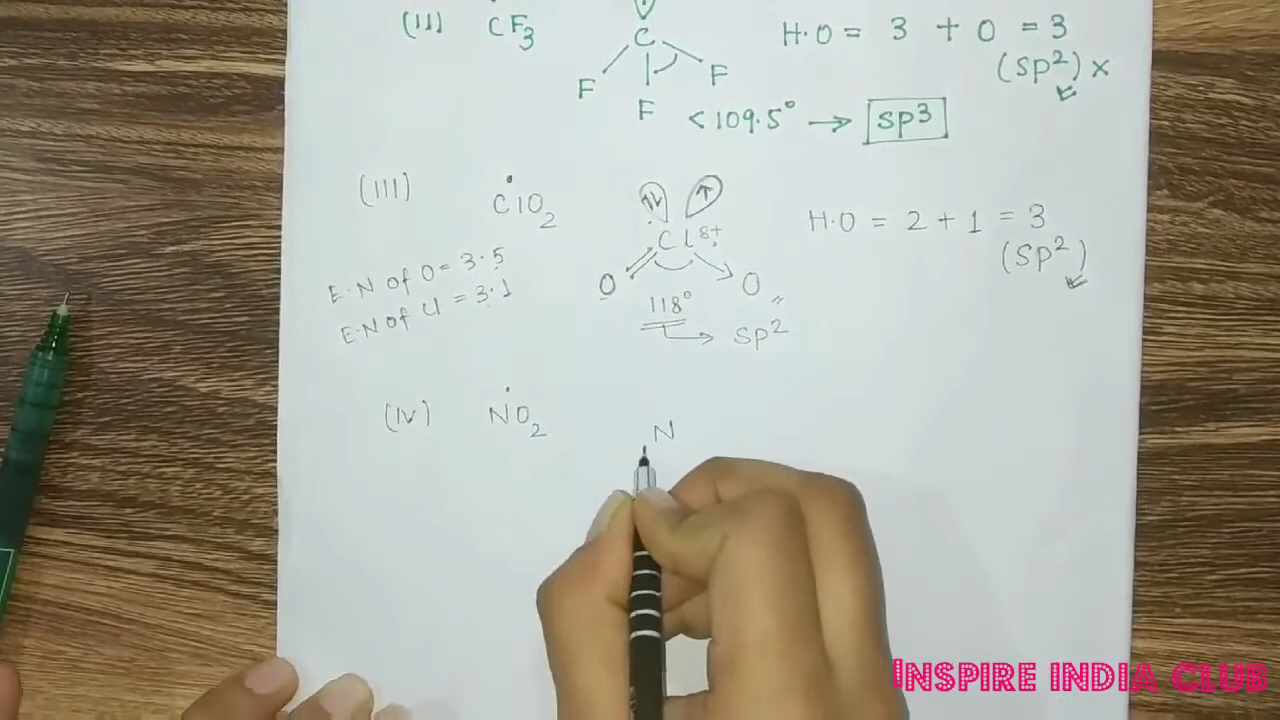 (II) CF3 C H.O = 3 + 0 = 3
F F F (sp2) x
< 109.5° → sp3
(III) ClO2 Cl δ+ H.O = 2 + 1 = 3
O O (sp2)
E.N of O = 3.5
E.N of Cl = 3.1
118° → sp2
(IV) NO2 N
INSPIRE INDIA CLUB